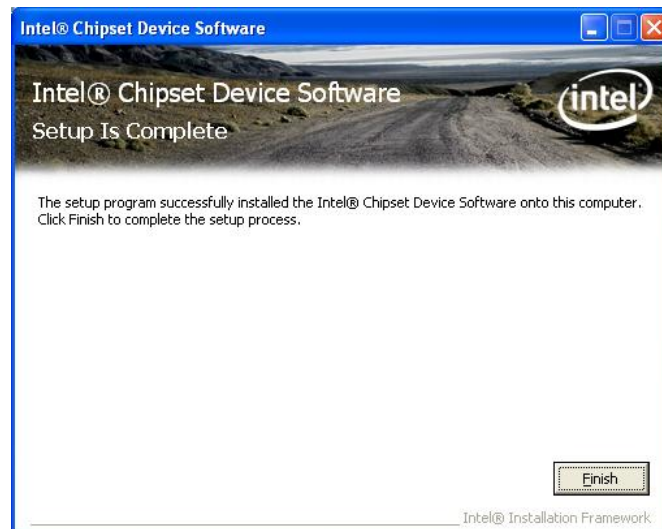 Intel® Chipset Device Software
Intel® Chipset Device Software
intel
Setup Is Complete
The setup program successfully installed the Intel® Chipset Device Software onto this computer.
Click Finish to complete the setup process.
Finish
Intel® Installation Framework